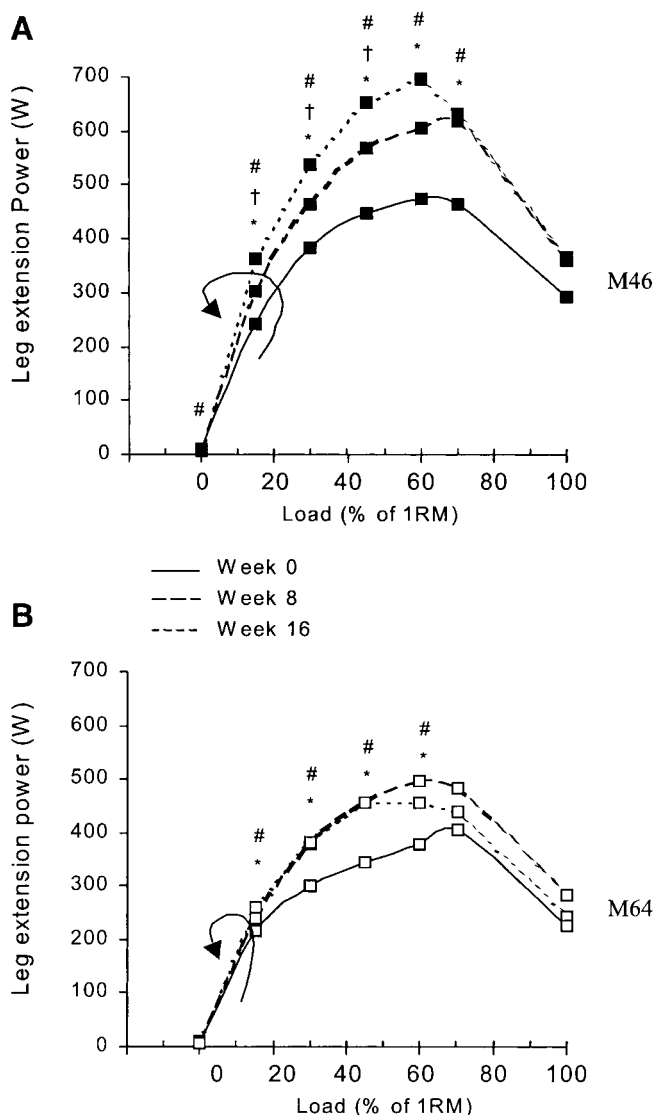 A
# #
# † #
# † * * *
# † *
†
*
700
600
500
400
300
200
100
0
#
Leg extension Power (W)
M46
0 20 40 60 80 100
Load (% of 1RM)
Week 0
Week 8
Week 16
B
700
600
500
400
300
200
100
0
#
# # *
# * *
*
Leg extension power (W)
M64
0 20 40 60 80 100
Load (% of 1RM)